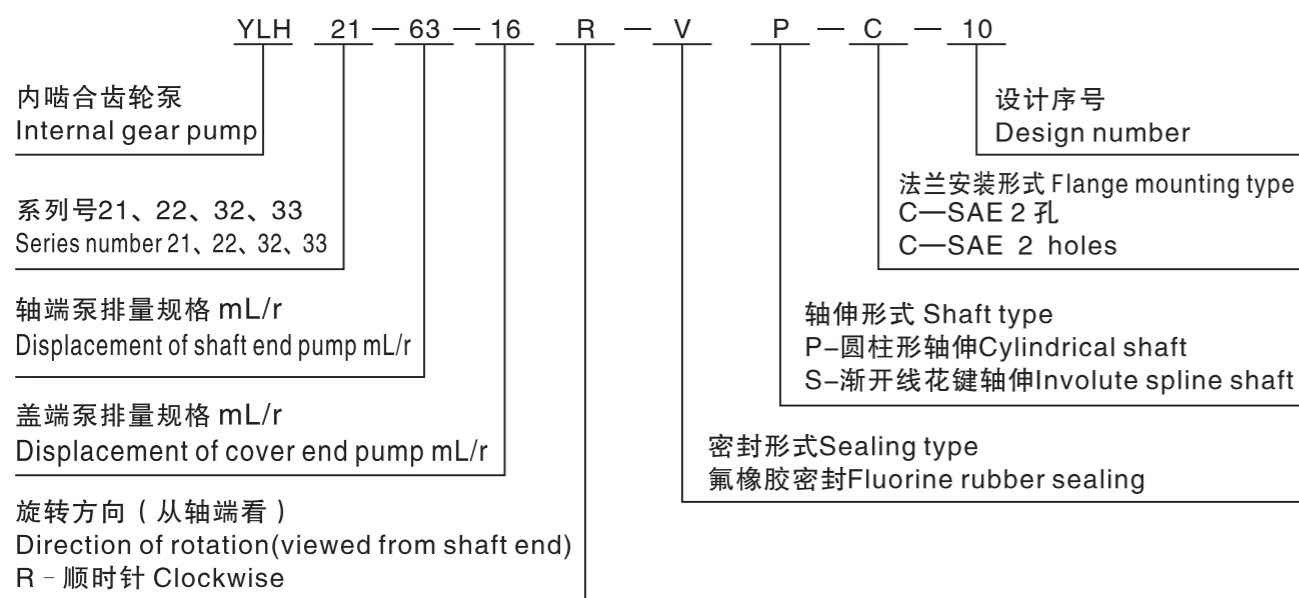 YLH 21 — 63 — 16 R — V P — C — 10
内啮合齿轮泵
Internal gear pump
系列号21、22、32、33
Series number 21、22、32、33
轴端泵排量规格 mL/r
Displacement of shaft end pump mL/r
盖端泵排量规格 mL/r
Displacement of cover end pump mL/r
旋转方向（从轴端看）
Direction of rotation(viewed from shaft end)
R–顺时针 Clockwise
设计序号
Design number
法兰安装形式 Flange mounting type
C—SAE 2 孔
C—SAE 2 holes
轴伸形式 Shaft type
P–圆柱形轴伸Cylindrical shaft
S–渐开线花键轴伸Involute spline shaft
密封形式Sealing type
氟橡胶密封Fluorine rubber sealing